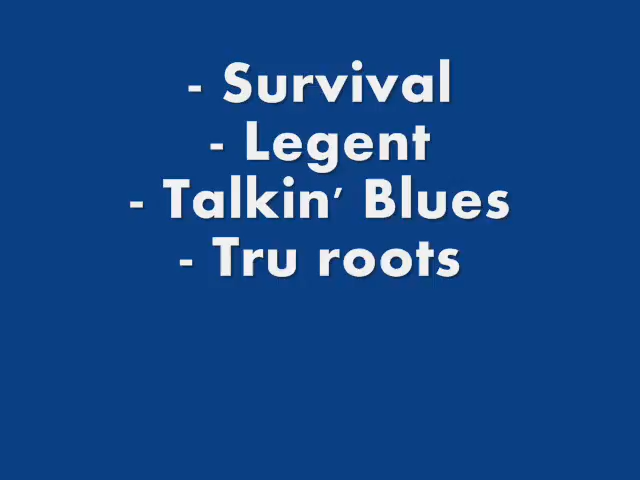 - Survival
- Legent
- Talkin' Blues
- Tru roots